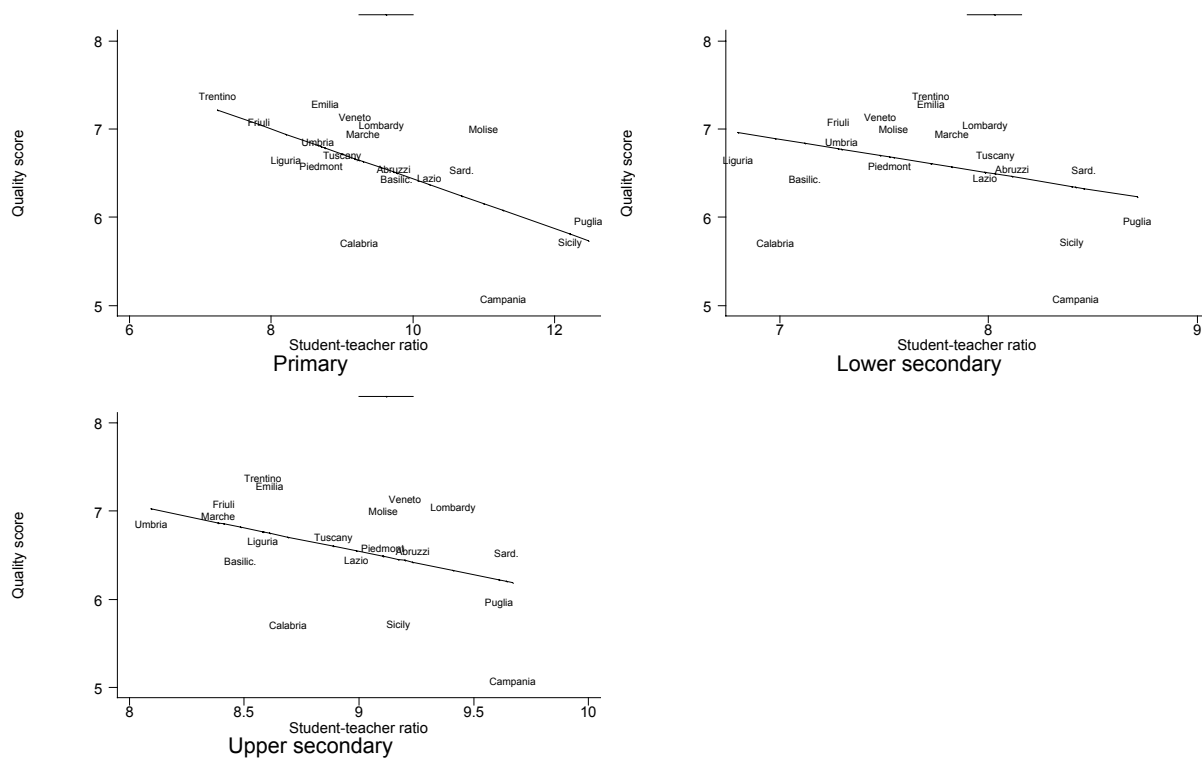 8
Trentino
Emilia
Friuli
Veneto
Lombardy
Molise
7
Marche
Umbria
Tuscany
Liguria
Piedmont
Abruzzi
Sard.
Basilic.
Lazio
Quality score
6
Puglia
Calabria
Sicily
5
Campania
6 8 10 12
Student-teacher ratio
Primary
8
Trentino
Emilia
Friuli
Veneto
Lombardy
7
Molise
Marche
Umbria
Tuscany
Liguria
Piedmont
Abruzzi
Sard.
Basilic.
Lazio
Quality score
6
Puglia
Calabria
Sicily
5
Campania
7 8 9
Student-teacher ratio
Lower secondary
8
Trentino
Emilia
Veneto
Friuli
Lombardy
Molise
7
Marche
Umbria
Tuscany
Liguria
Piedmont
Abruzzi
Sard.
Basilic.
Lazio
Quality score
6
Puglia
Calabria
Sicily
5
Campania
8 8.5 9 9.5 10
Student-teacher ratio
Upper secondary